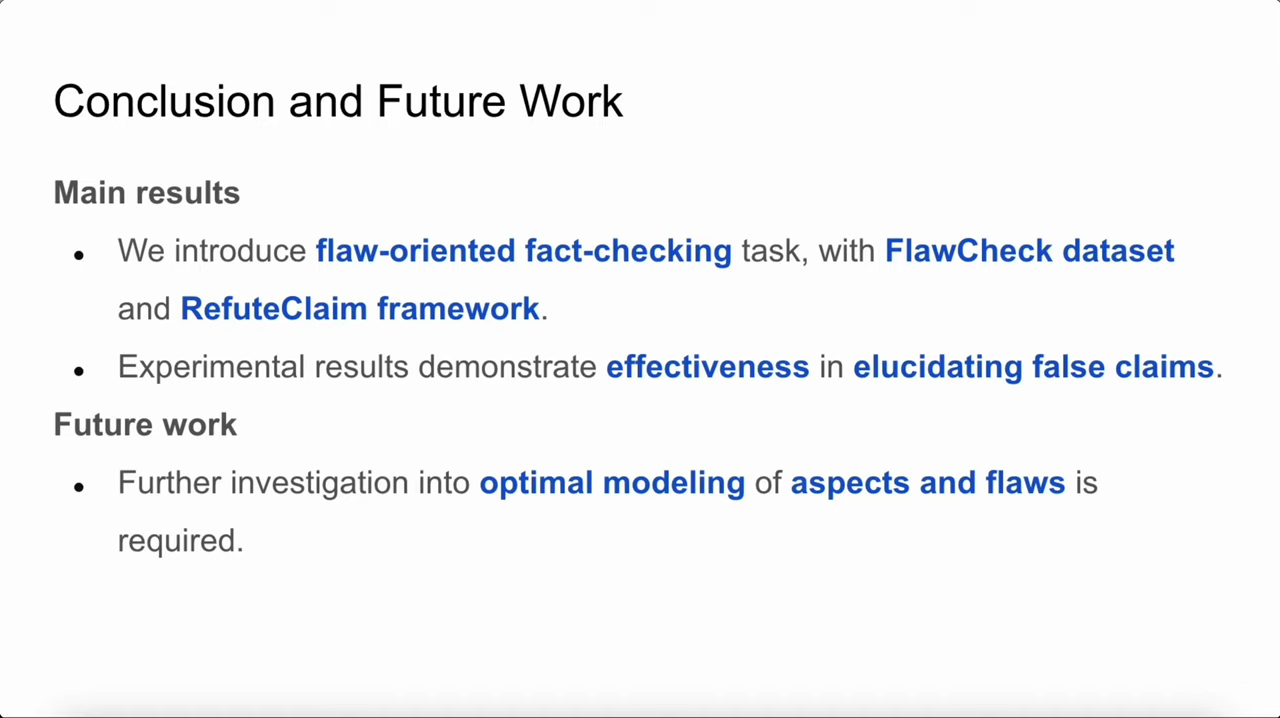 Conclusion and Future Work
Main results
● We introduce flaw-oriented fact-checking task, with FlawCheck dataset
and RefuteClaim framework.
● Experimental results demonstrate effectiveness in elucidating false claims.
Future work
● Further investigation into optimal modeling of aspects and flaws is
required.